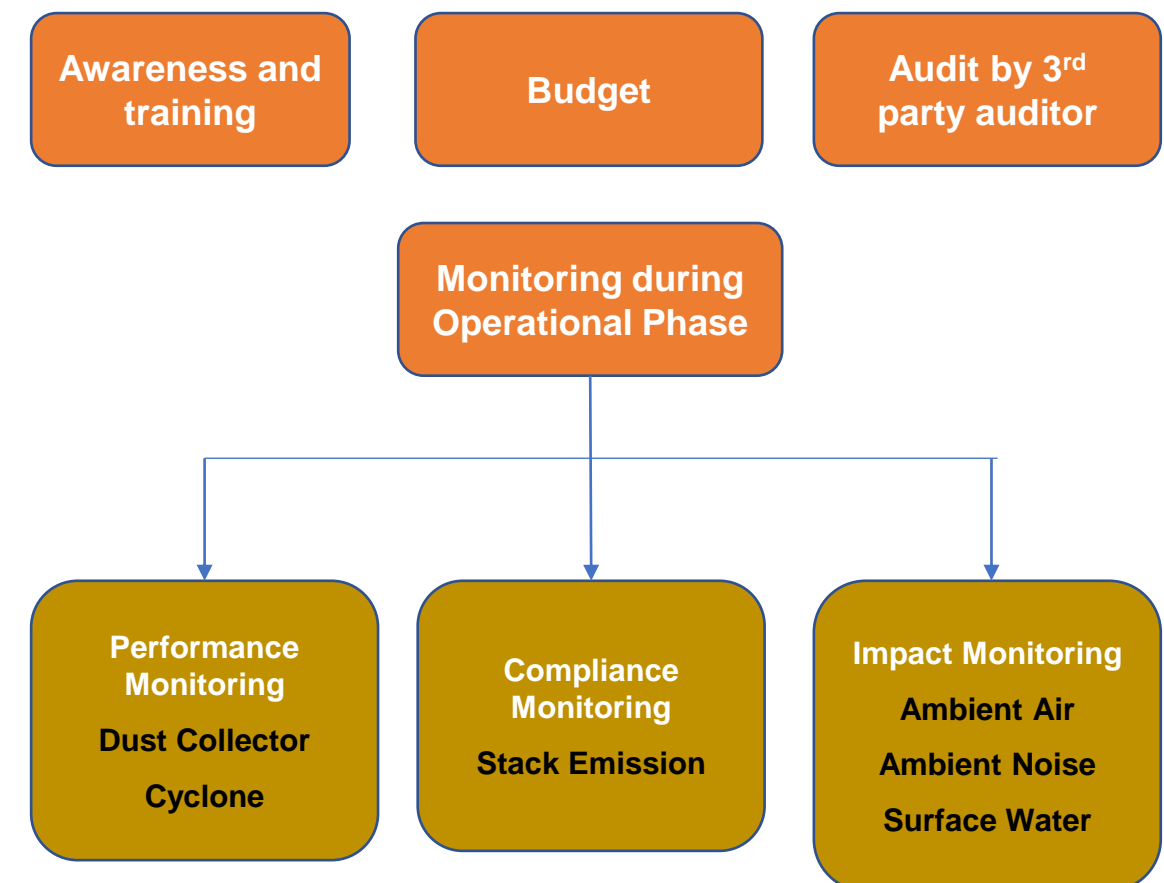 Awareness and
training
Budget
Audit by 3rd
party auditor
Monitoring during
Operational Phase
Performance
Monitoring
Dust Collector
Cyclone
Compliance
Monitoring
Stack Emission
Impact Monitoring
Ambient Air
Ambient Noise
Surface Water